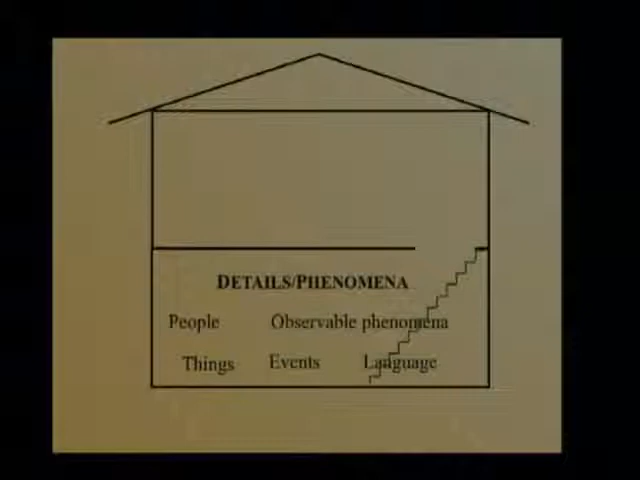 DETAILS/PHENOMENA
People Observable phenomena
Things Events Language